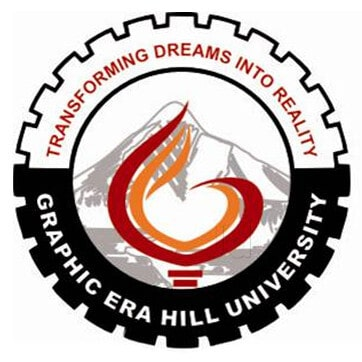 TRANSFORMING DREAMS INTO REALITY
GRAPHIC ERA HILL UNIVERSITY